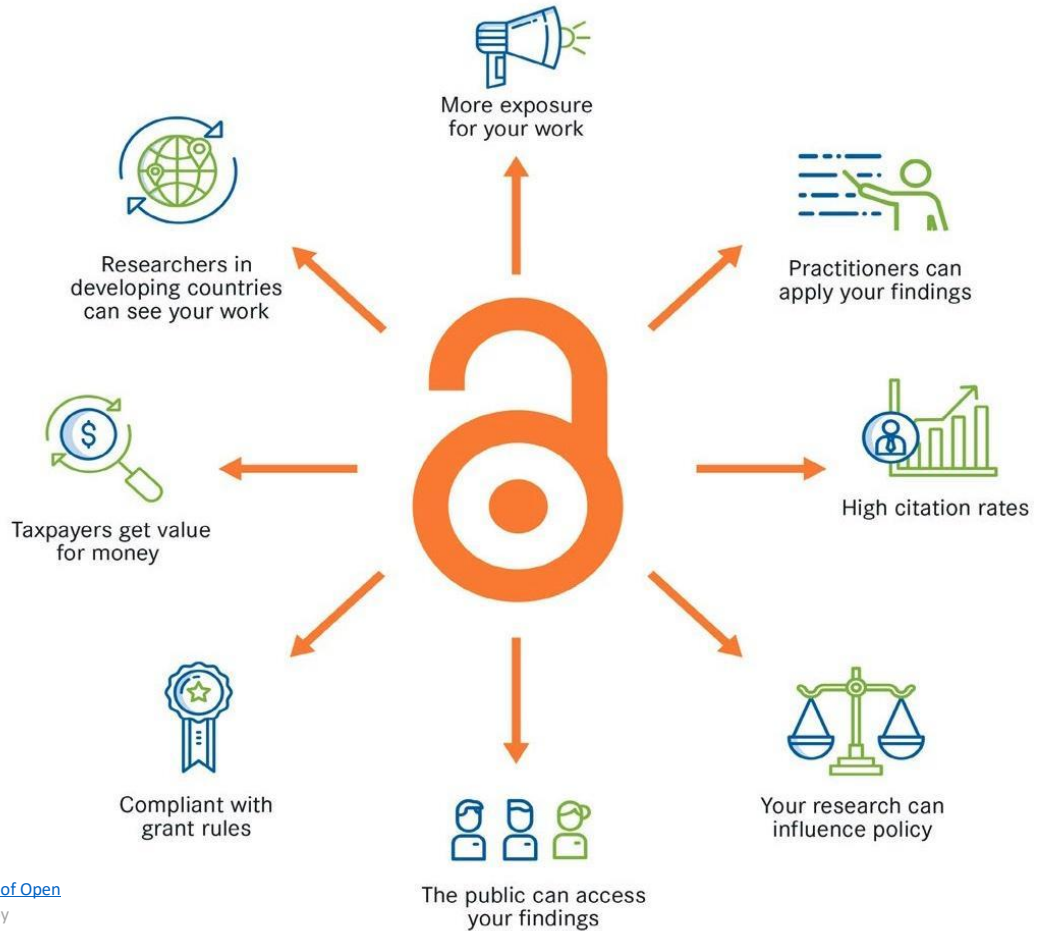 More exposure
for your work
Practitioners can
apply your findings
High citation rates
Your research can
influence policy
The public can access
your findings
Compliant with
grant rules
Taxpayers get value
for money
Researchers in
developing countries
can see your work
$
of Open
y